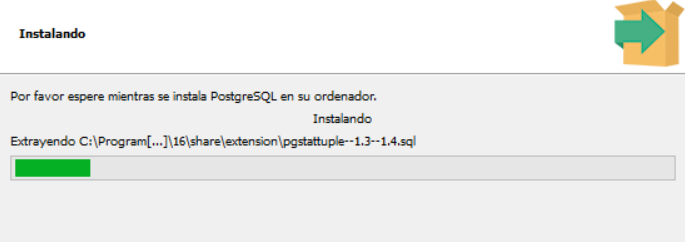 Instalando
Por favor espere mientras se instala PostgreSQL en su ordenador.
Instalando
Extrayendo C:\Program[...]\16\share\extension\pgstattuple--1.3--1.4.sql